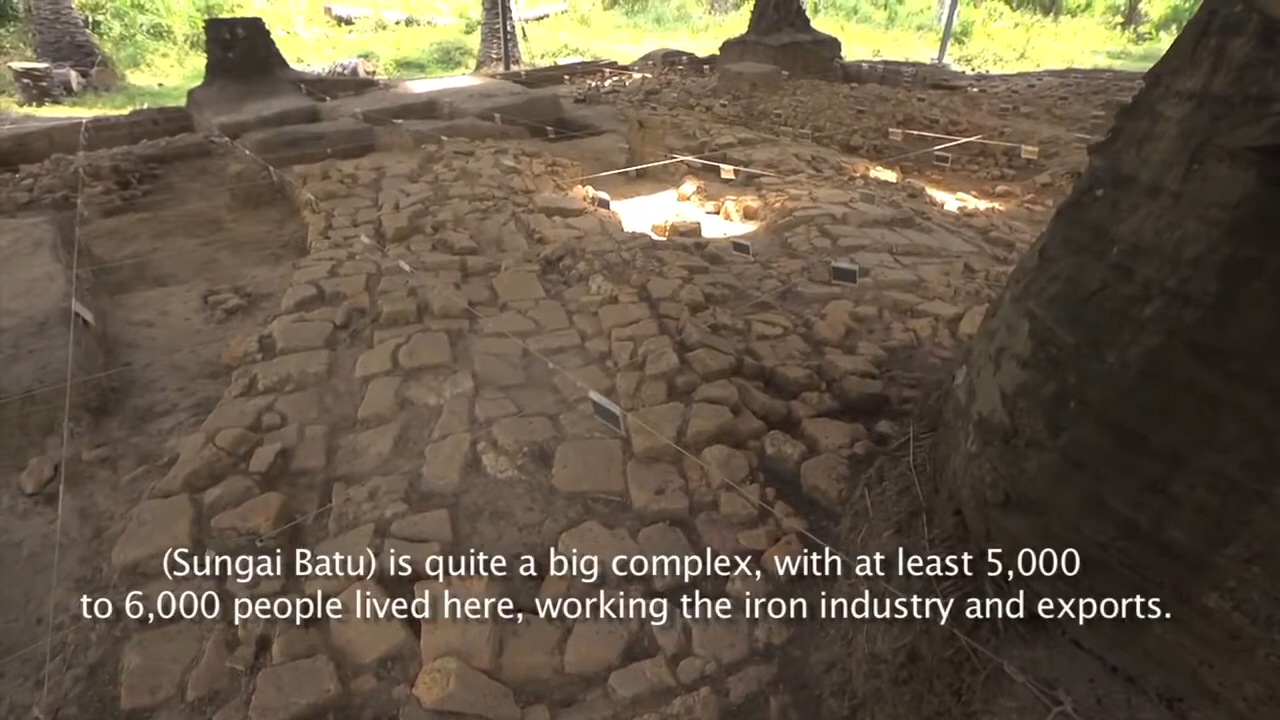 (Sungai Batu) is quite a big complex, with at least 5,000
to 6,000 people lived here, working the iron industry and exports.